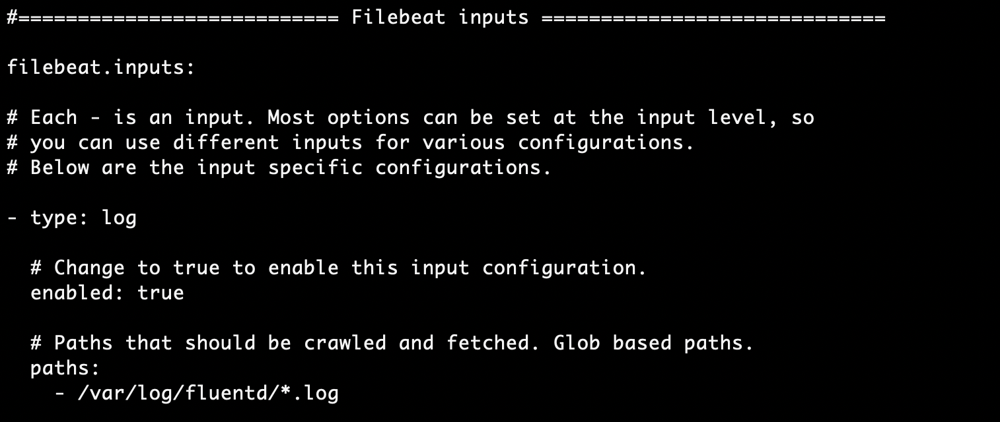 #=========================== Filebeat inputs =============================
filebeat.inputs:
# Each - is an input. Most options can be set at the input level, so
# you can use different inputs for various configurations.
# Below are the input specific configurations.
- type: log
  # Change to true to enable this input configuration.
  enabled: true
  # Paths that should be crawled and fetched. Glob based paths.
  paths:
    - /var/log/fluentd/*.log